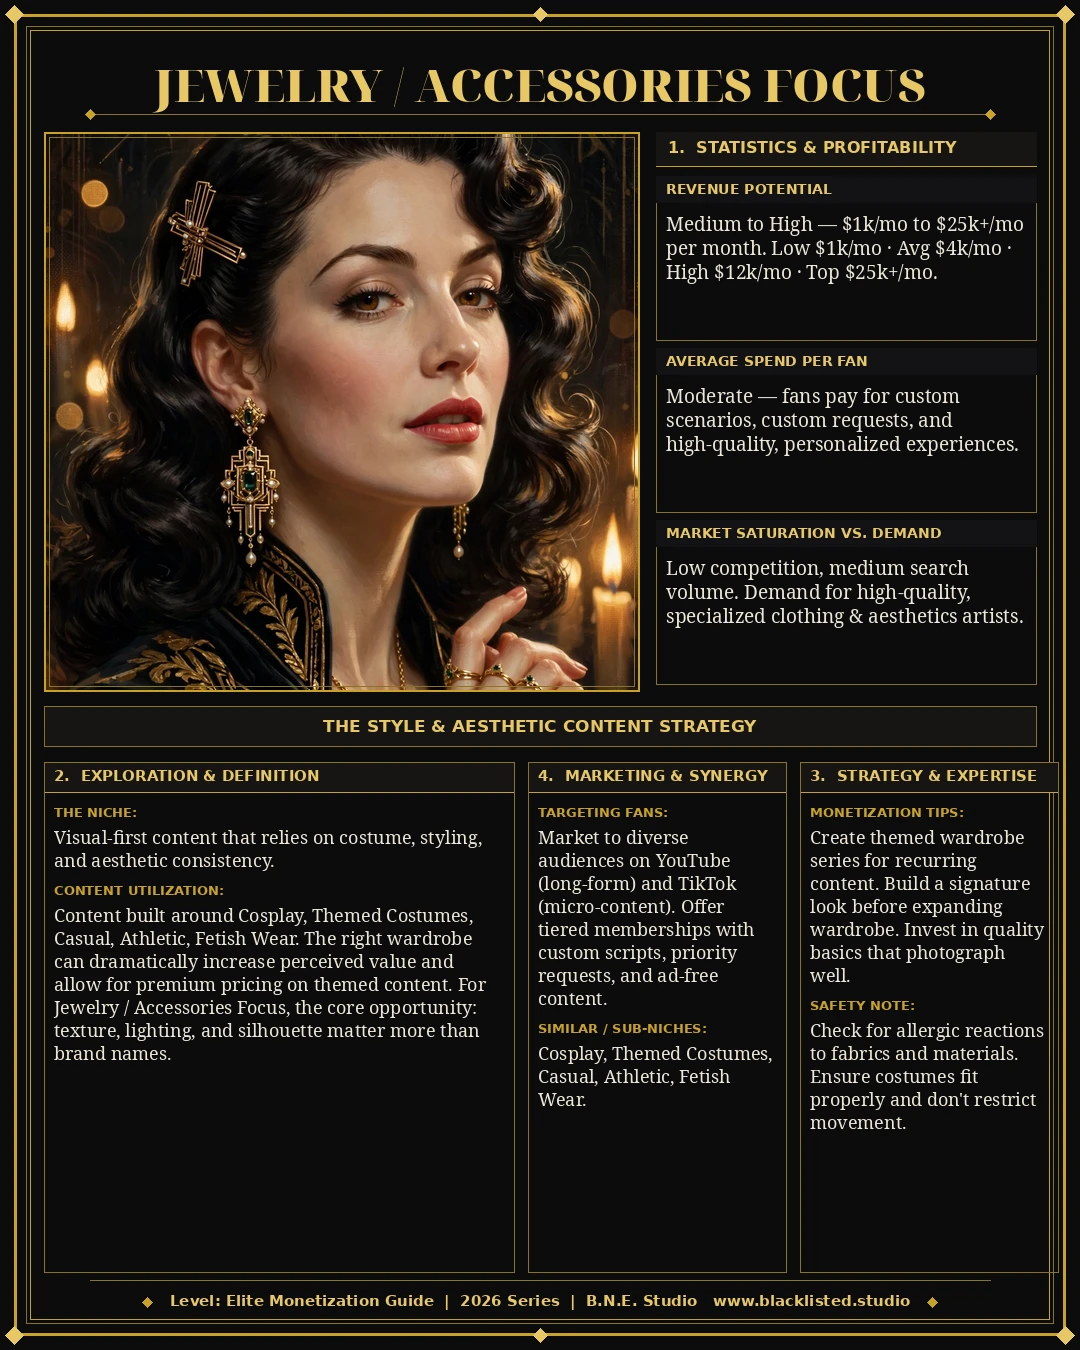 JEWELRY / ACCESSORIES FOCUS
1. STATISTICS & PROFITABILITY
REVENUE POTENTIAL
Medium to High — $1k/mo to $25k+/mo
per month. Low $1k/mo · Avg $4k/mo ·
High $12k/mo · Top $25k+/mo.
AVERAGE SPEND PER FAN
Moderate — fans pay for custom
scenarios, custom requests, and
high-quality, personalized experiences.
MARKET SATURATION VS. DEMAND
Low competition, medium search
volume. Demand for high-quality,
specialized clothing & aesthetics artists.
THE STYLE & AESTHETIC CONTENT STRATEGY
2. EXPLORATION & DEFINITION
THE NICHE:
Visual-first content that relies on costume, styling,
and aesthetic consistency.
CONTENT UTILIZATION:
Content built around Cosplay, Themed Costumes,
Casual, Athletic, Fetish Wear. The right wardrobe
can dramatically increase perceived value and
allow for premium pricing on themed content. For
Jewelry / Accessories Focus, the core opportunity:
texture, lighting, and silhouette matter more than
brand names.
4. MARKETING & SYNERGY
TARGETING FANS:
Market to diverse
audiences on YouTube
(long-form) and TikTok
(micro-content). Offer
tiered memberships with
custom scripts, priority
requests, and ad-free
content.
SIMILAR / SUB-NICHES:
Cosplay, Themed Costumes,
Casual, Athletic, Fetish
Wear.
3. STRATEGY & EXPERTISE
MONETIZATION TIPS:
Create themed wardrobe
series for recurring
content. Build a signature
look before expanding
wardrobe. Invest in quality
basics that photograph
well.
SAFETY NOTE:
Check for allergic reactions
to fabrics and materials.
Ensure costumes fit
properly and don't restrict
movement.
Level: Elite Monetization Guide | 2026 Series | B.N.E. Studio www.blacklisted.studio